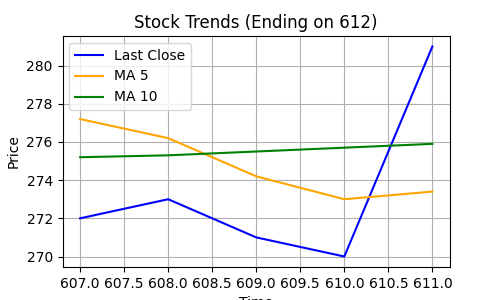 Stock Trends (Ending on 612)
Last Close
MA 5
MA 10
Price
280
278
276
274
272
270
607.0 607.5 608.0 608.5 609.0 609.5 610.0 610.5 611.0
Time